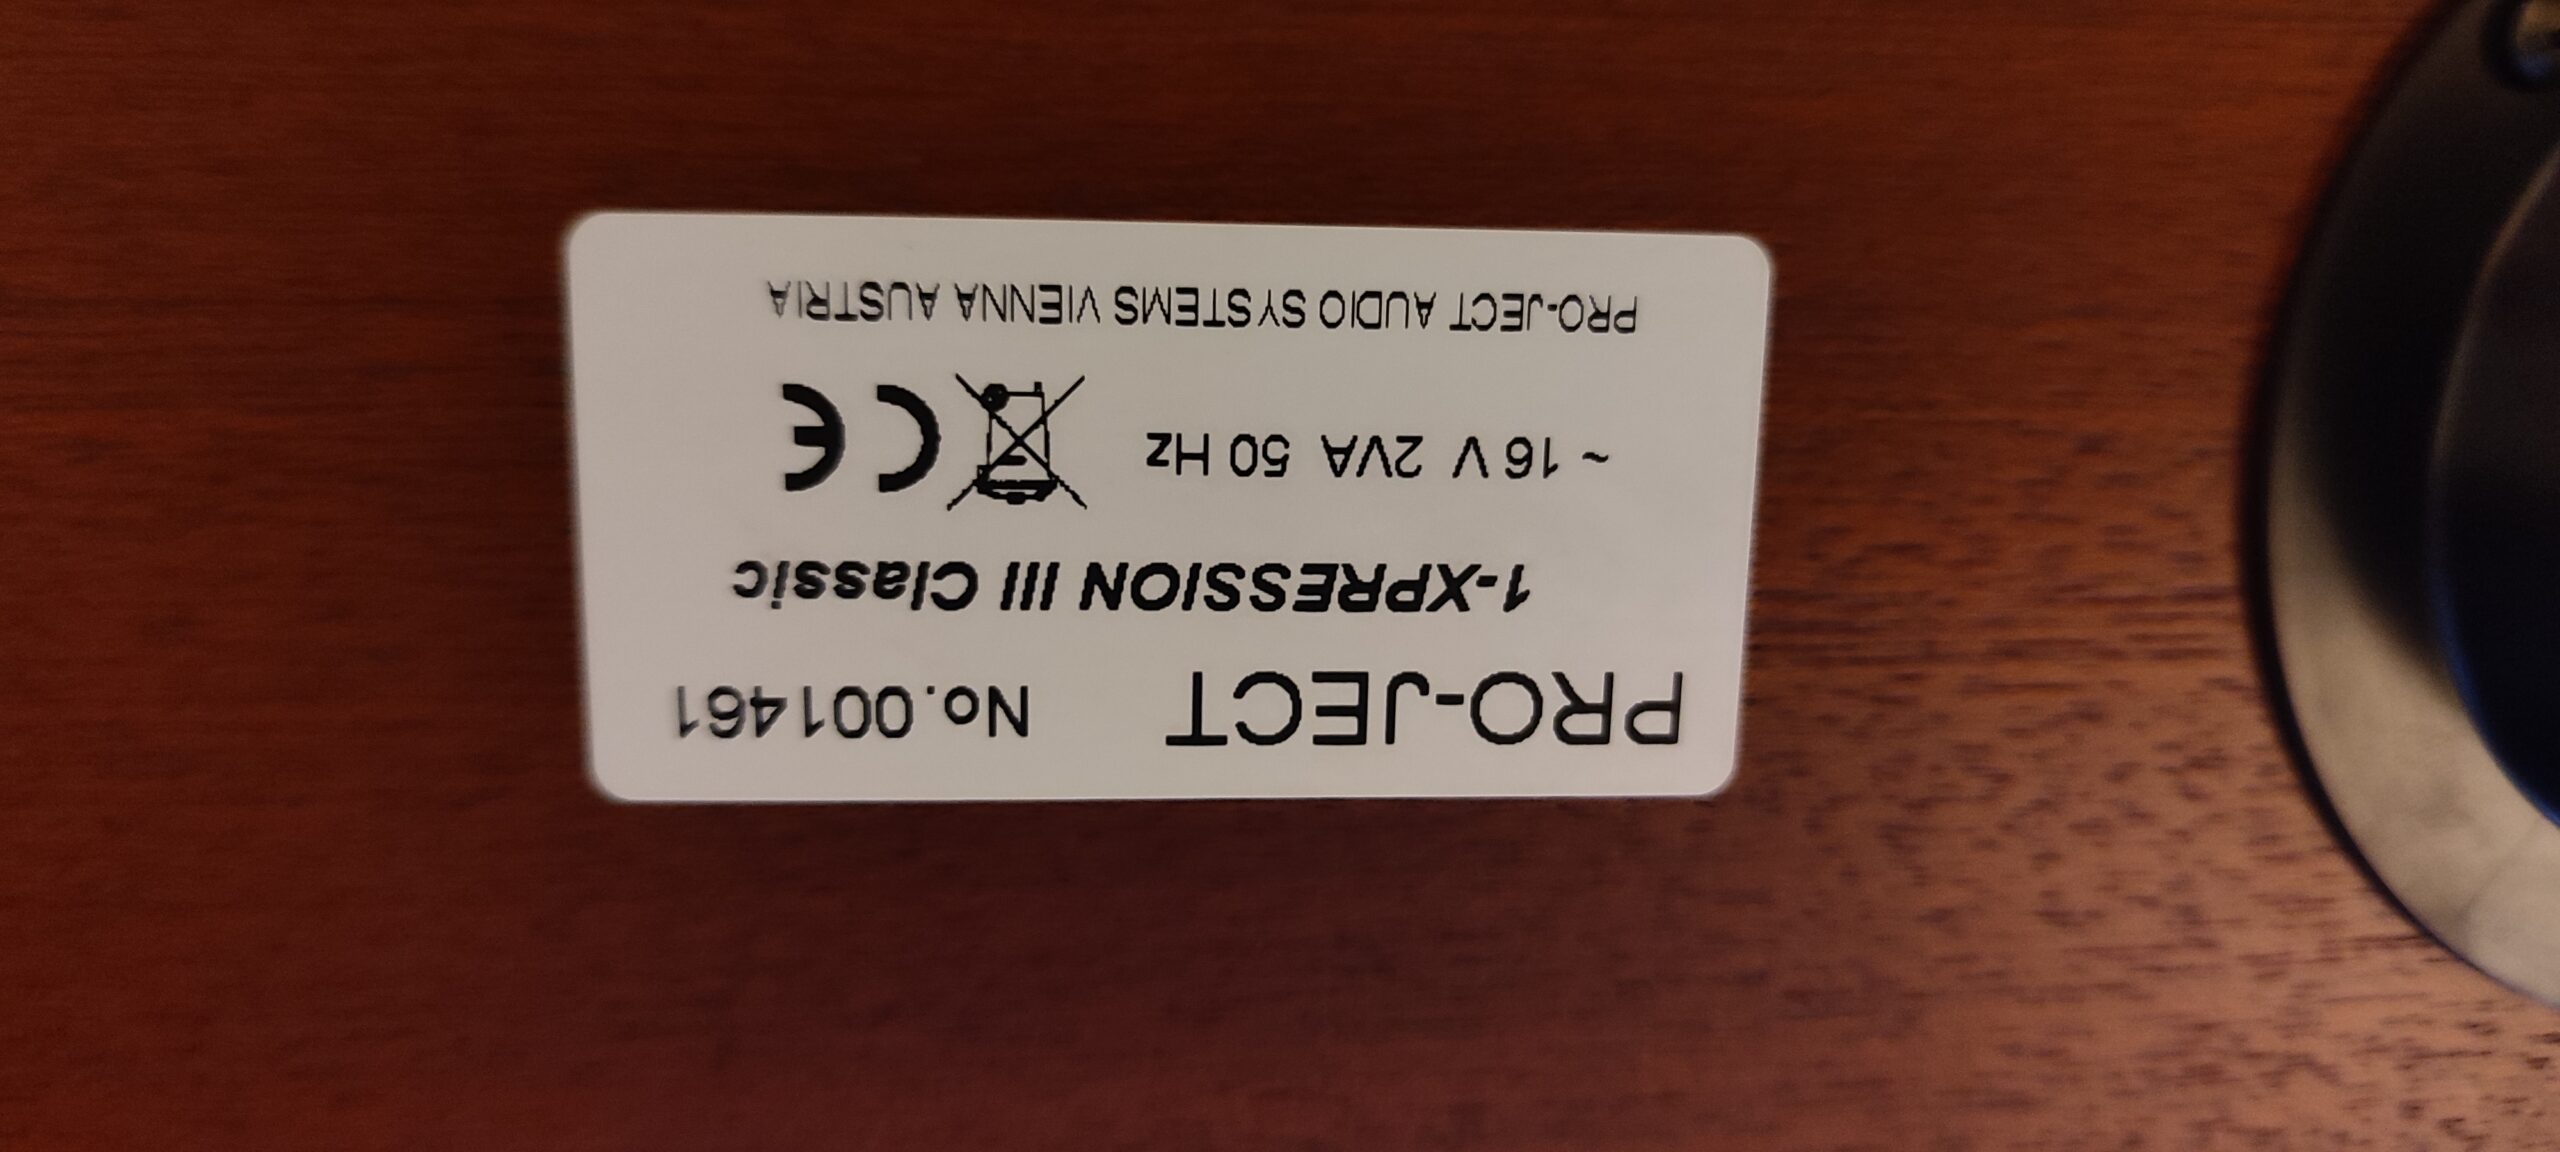 PRO-JECT No.001461
1-XPRESSION III Classic
~ 16 V 2VA 50 Hz CE
PRO-JECT AUDIO SYSTEMS VIENNA AUSTRIA